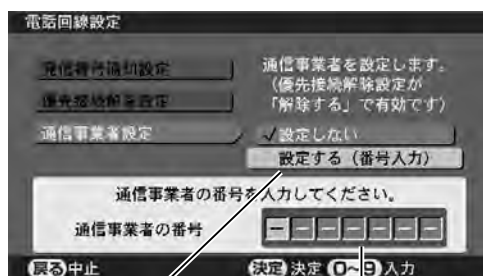 電話回線設定
発信番号通知設定
優先接続解除設定
通信事業者設定
通信事業者を設定します。
(優先接続解除設定が
「解除する」で有効です)
✓設定しない
設定する(番号入力)
通信事業者の番号を入力してください。
通信事業者の番号
－－－－－－－
戻る 中止
決定 決定 0~9 入力